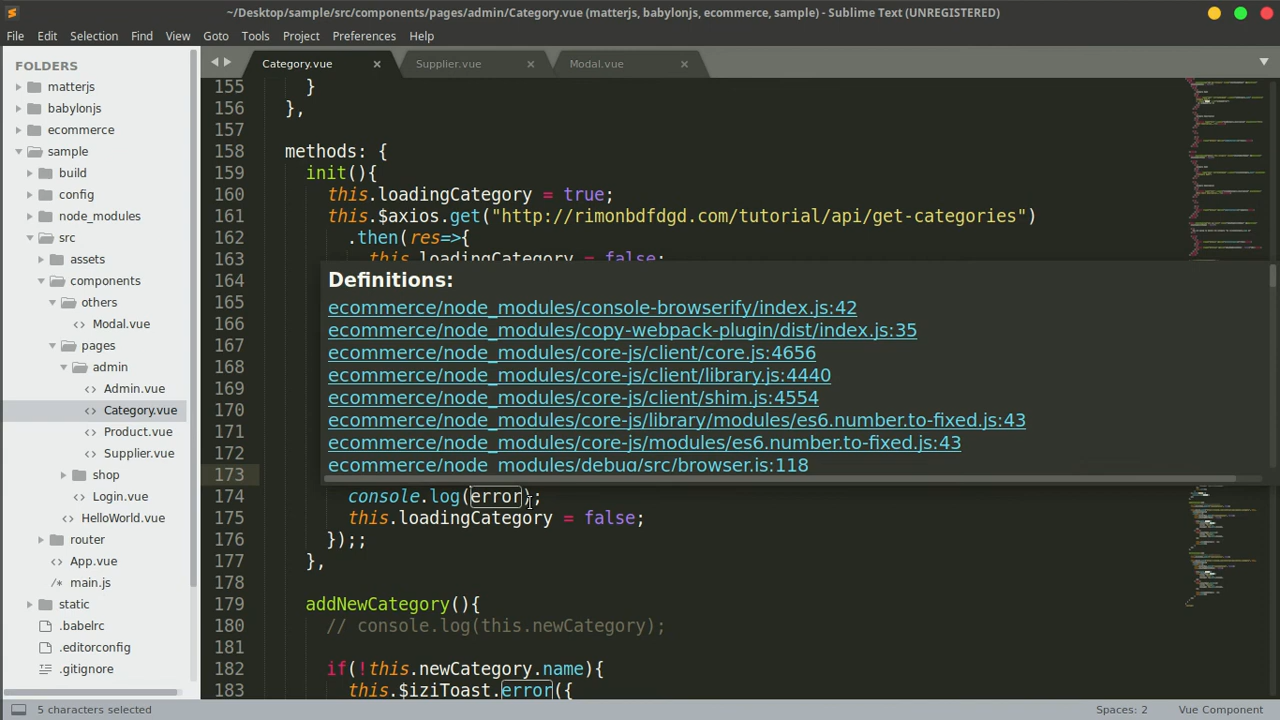 ~/Desktop/sample/src/components/pages/admin/Category.vue (matterjs, babylonjs, ecommerce, sample) - Sublime Text (UNREGISTERED)
File Edit Selection Find View Goto Tools Project Preferences Help
FOLDERS
matterjs
babylonjs
ecommerce
sample
build
config
node_modules
src
assets
components
others
Modal.vue
pages
admin
Admin.vue
Category.vue
Product.vue
Supplier.vue
shop
Login.vue
HelloWorld.vue
router
App.vue
main.js
static
.babelrc
.editorconfig
.gitignore
Category.vue × Supplier.vue × Modal.vue ×
155 }
156 },
157
158 methods: {
159 init(){
160 this.loadingCategory = true;
161 this.$axios.get("http://rimonbdfdgd.com/tutorial/api/get-categories")
162 .then(res=>{
163 this.loadingCategory = false;
164
165
166
167
168
169
170
171
172
173
Definitions:
ecommerce/node_modules/console-browserify/index.js:42
ecommerce/node_modules/copy-webpack-plugin/dist/index.js:35
ecommerce/node_modules/core-js/client/core.js:4656
ecommerce/node_modules/core-js/client/library.js:4440
ecommerce/node_modules/core-js/client/shim.js:4554
ecommerce/node_modules/core-js/library/modules/es6.number.to-fixed.js:43
ecommerce/node_modules/core-js/modules/es6.number.to-fixed.js:43
ecommerce/node_modules/debug/src/browser.js:118
174 console.log(error);
175 this.loadingCategory = false;
176 });;
177 },
178
179 addNewCategory(){
180 // console.log(this.newCategory);
181
182 if(!this.newCategory.name){
183 this.$iziToast.error({
5 characters selected
Spaces: 2 Vue Component